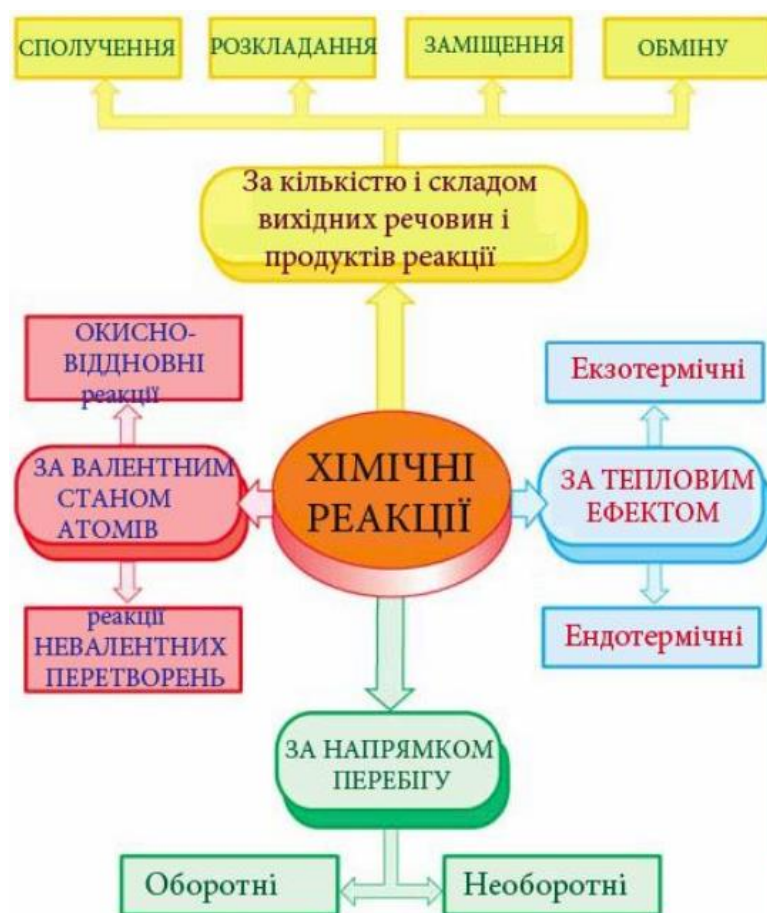 СПОЛУЧЕННЯ
РОЗКЛАДАННЯ
ЗАМІЩЕННЯ
ОБМІНУ
За кількістю і складом
вихідних речовин і
продуктів реакції
ОКИСНО-
ВІДДНОВНІ
реакції
Екзотермічні
ЗА ВАЛЕНТНИМ
СТАНОМ
АТОМІВ
ХІМІЧНІ
РЕАКЦІЇ
ЗА ТЕПЛОВИМ
ЕФЕКТОМ
реакції
НЕВАЛЕНТНИХ
ПЕРЕТВОРЕНЬ
Ендотермічні
ЗА НАПРЯМКОМ
ПЕРЕБІГУ
Оборотні
Необоротні